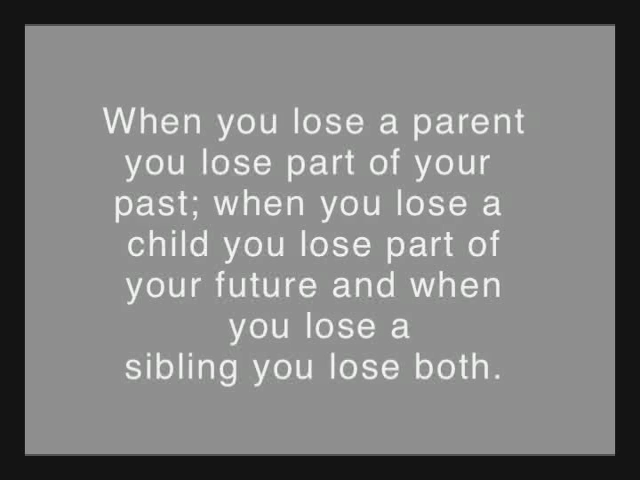 When you lose a parent
you lose part of your
past; when you lose a
child you lose part of
your future and when
you lose a
sibling you lose both.